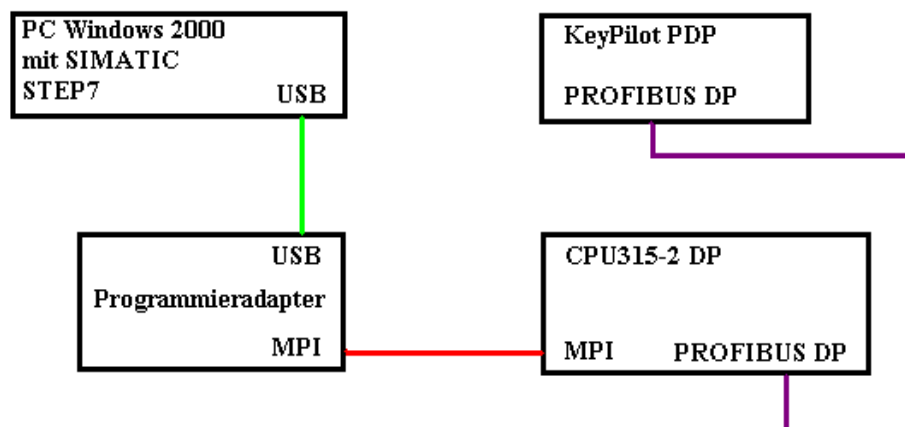 PC Windows 2000
mit SIMATIC
STEP7
USB
KeyPilot PDP
PROFIBUS DP
USB
Programmieradapter
MPI
CPU315-2 DP
MPI
PROFIBUS DP